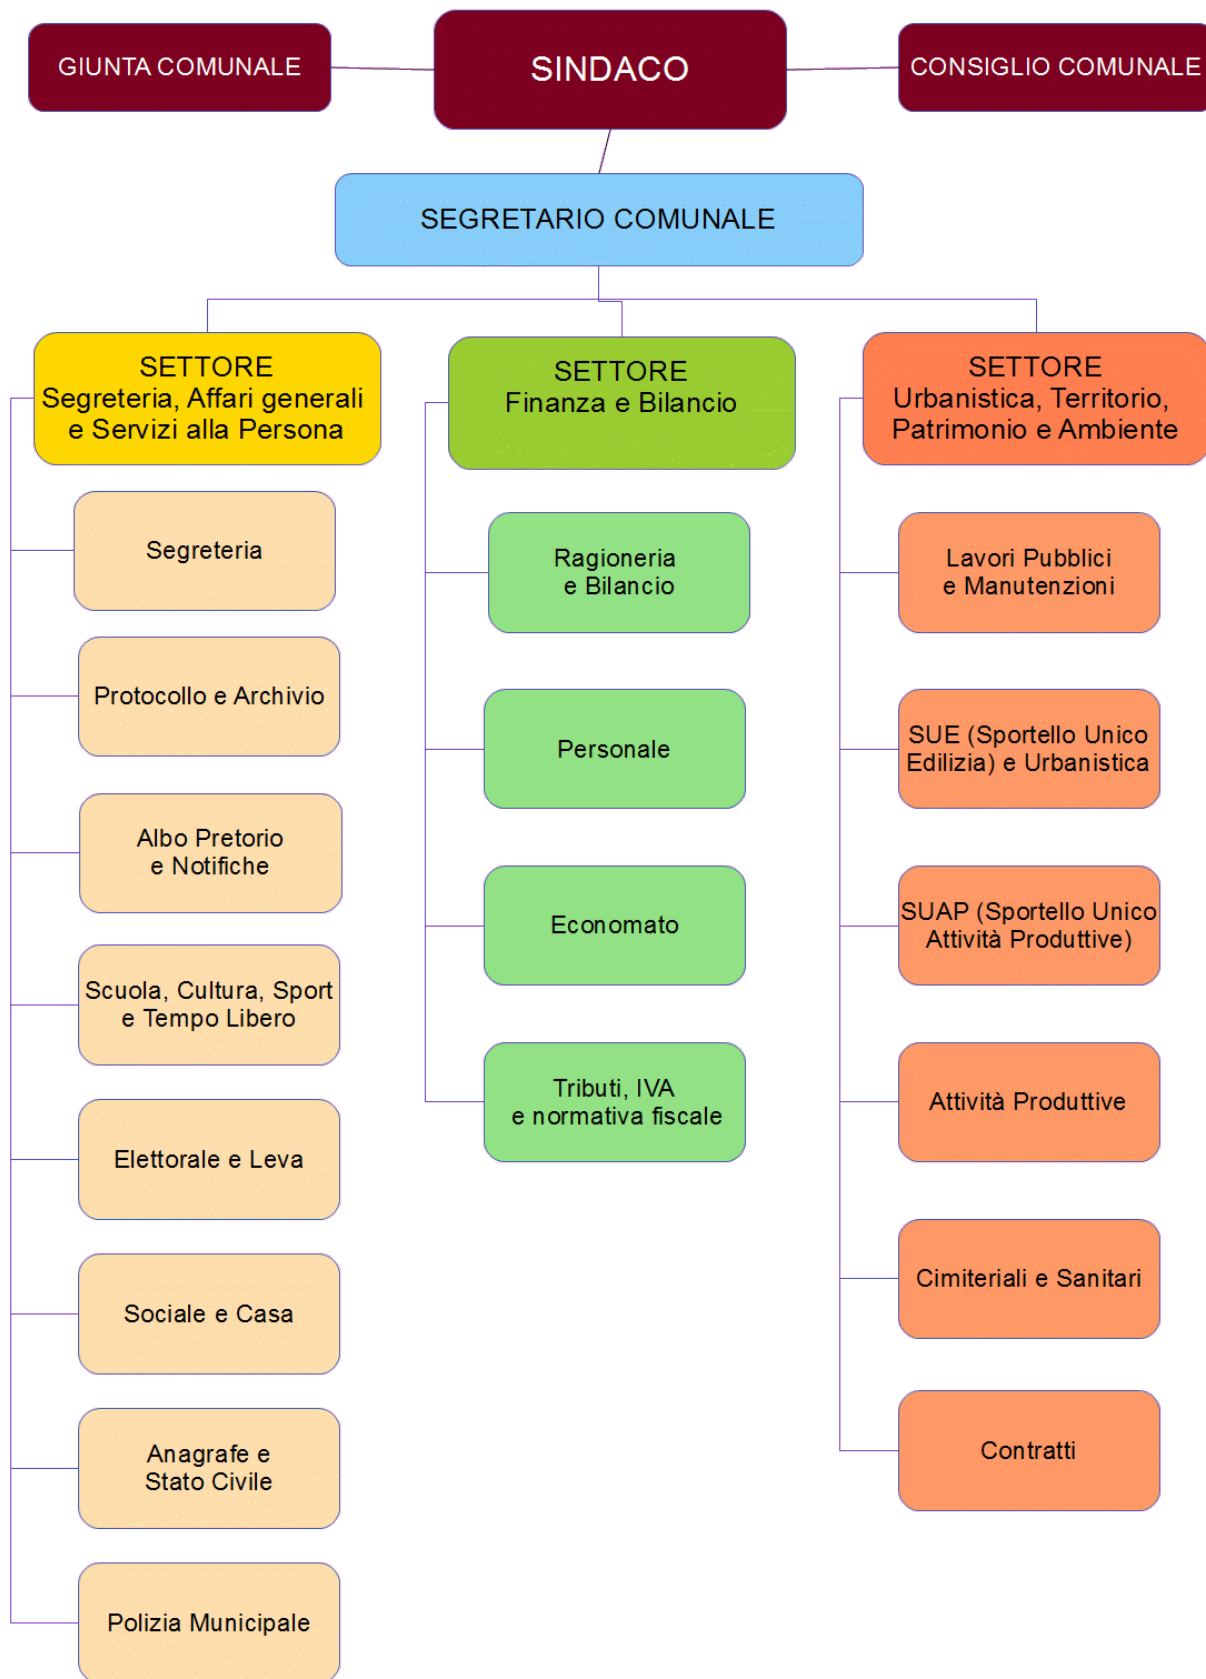 GIUNTA COMUNALE
SINDACO
CONSIGLIO COMUNALE
SEGRETARIO COMUNALE
SETTORE
Segreteria, Affari generali
e Servizi alla Persona
Segreteria
Protocollo e Archivio
Albo Pretorio
e Notifiche
Scuola, Cultura, Sport
e Tempo Libero
Elettorale e Leva
Sociale e Casa
Anagrafe e
Stato Civile
Polizia Municipale
SETTORE
Finanza e Bilancio
Ragioneria
e Bilancio
Personale
Economato
Tributi, IVA
e normativa fiscale
SETTORE
Urbanistica, Territorio,
Patrimonio e Ambiente
Lavori Pubblici
e Manutenzioni
SUE (Sportello Unico
Edilizia) e Urbanistica
SUAP (Sportello Unico
Attività Produttive)
Attività Produttive
Cimiteriali e Sanitari
Contratti